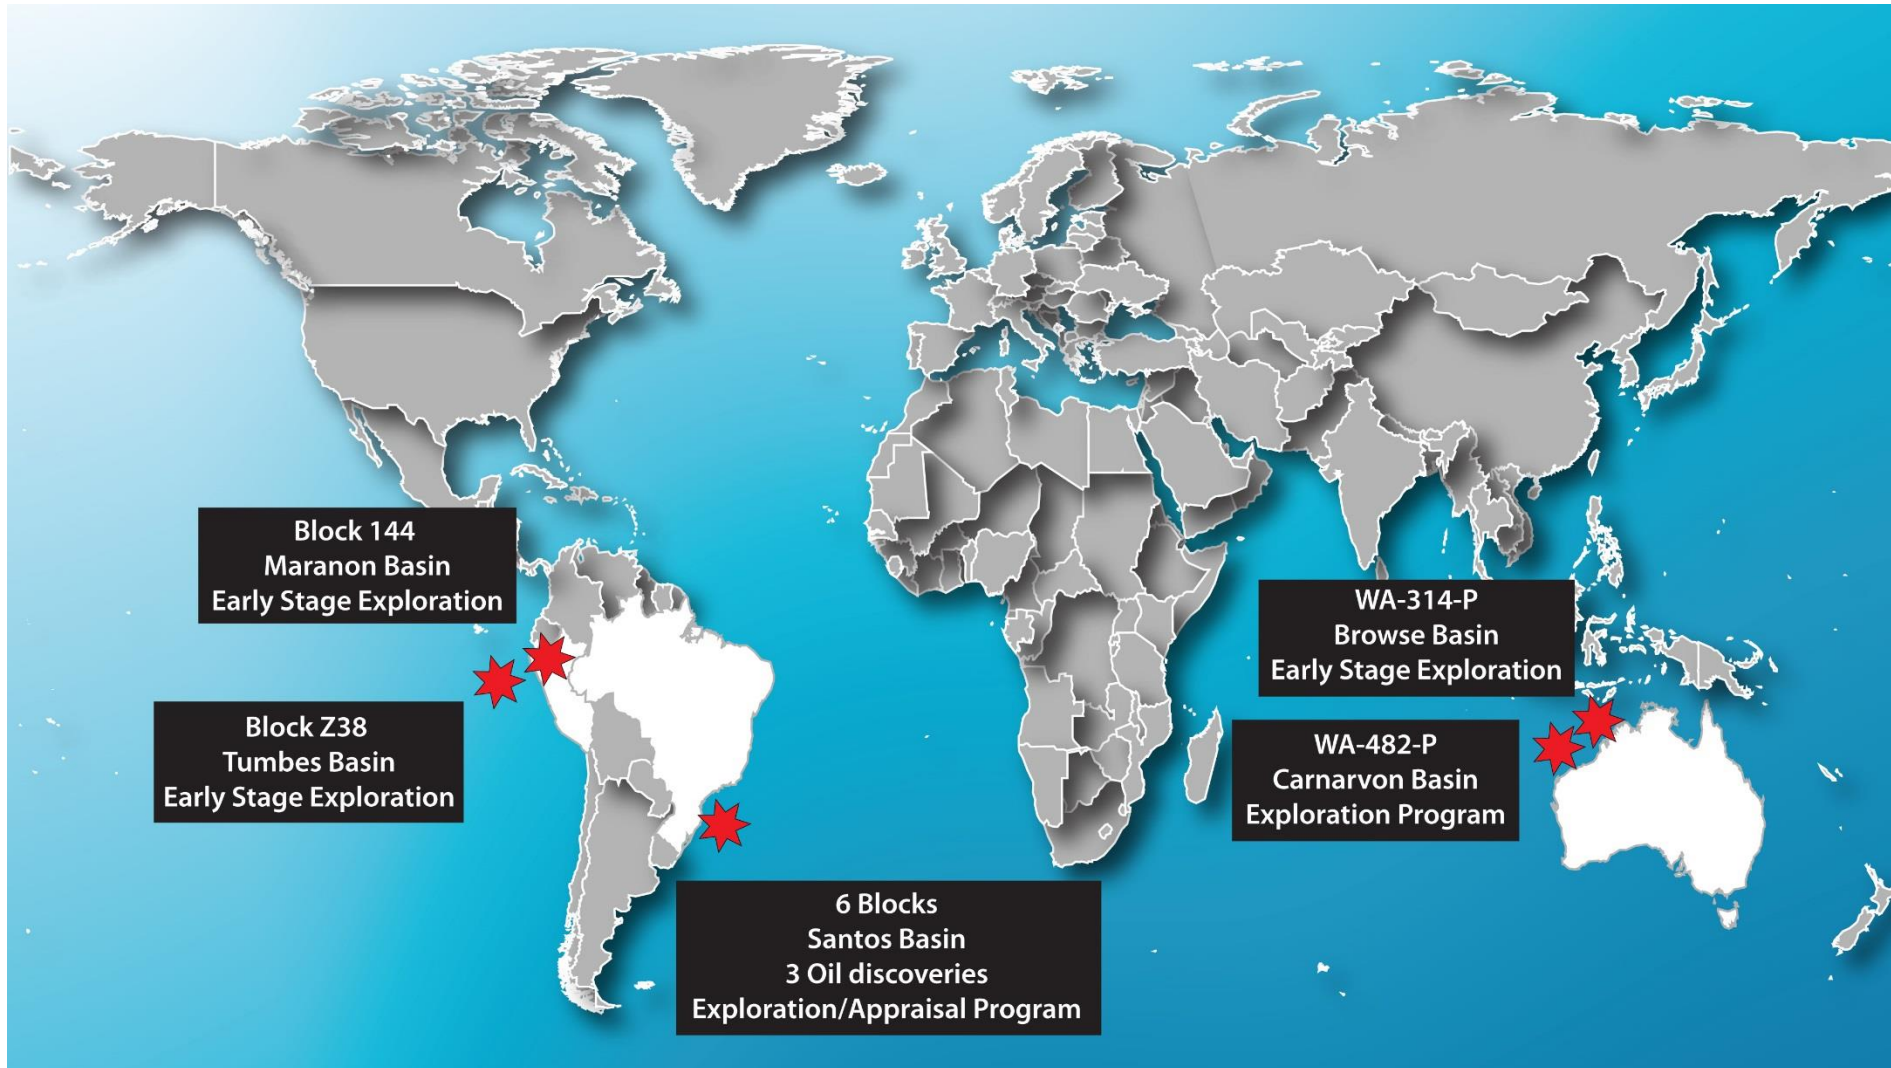 Block 144
Maranon Basin
Early Stage Exploration
Block Z38
Tumbes Basin
Early Stage Exploration
6 Blocks
Santos Basin
3 Oil discoveries
Exploration/Appraisal Program
WA-314-P
Browse Basin
Early Stage Exploration
WA-482-P
Carnarvon Basin
Exploration Program